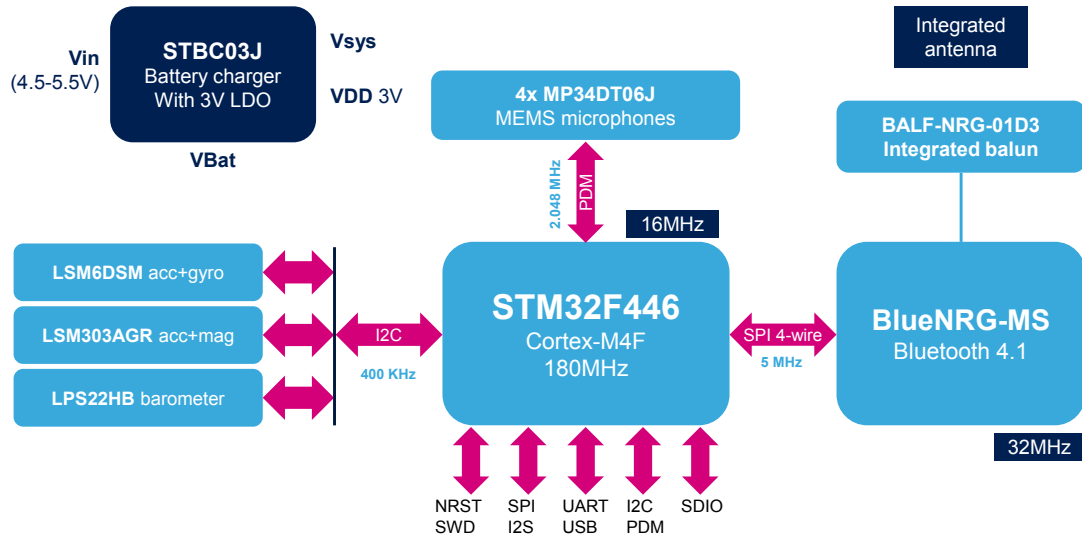 Vin
(4.5-5.5V)
STBC03J
Battery charger
With 3V LDO
Vsys
VDD 3V
VBat
Integrated
antenna
4x MP34DT06J
MEMS microphones
BALF-NRG-01D3
Integrated balun
2.048 MHz
PDM
16MHz
LSM6DSM acc+gyro
LSM303AGR acc+mag
LPS22HB barometer
I2C
400 KHz
STM32F446
Cortex-M4F
180MHz
SPI 4-wire
5 MHz
BlueNRG-MS
Bluetooth 4.1
32MHz
NRST
SWD
SPI
I2S
UART
USB
I2C
PDM
SDIO